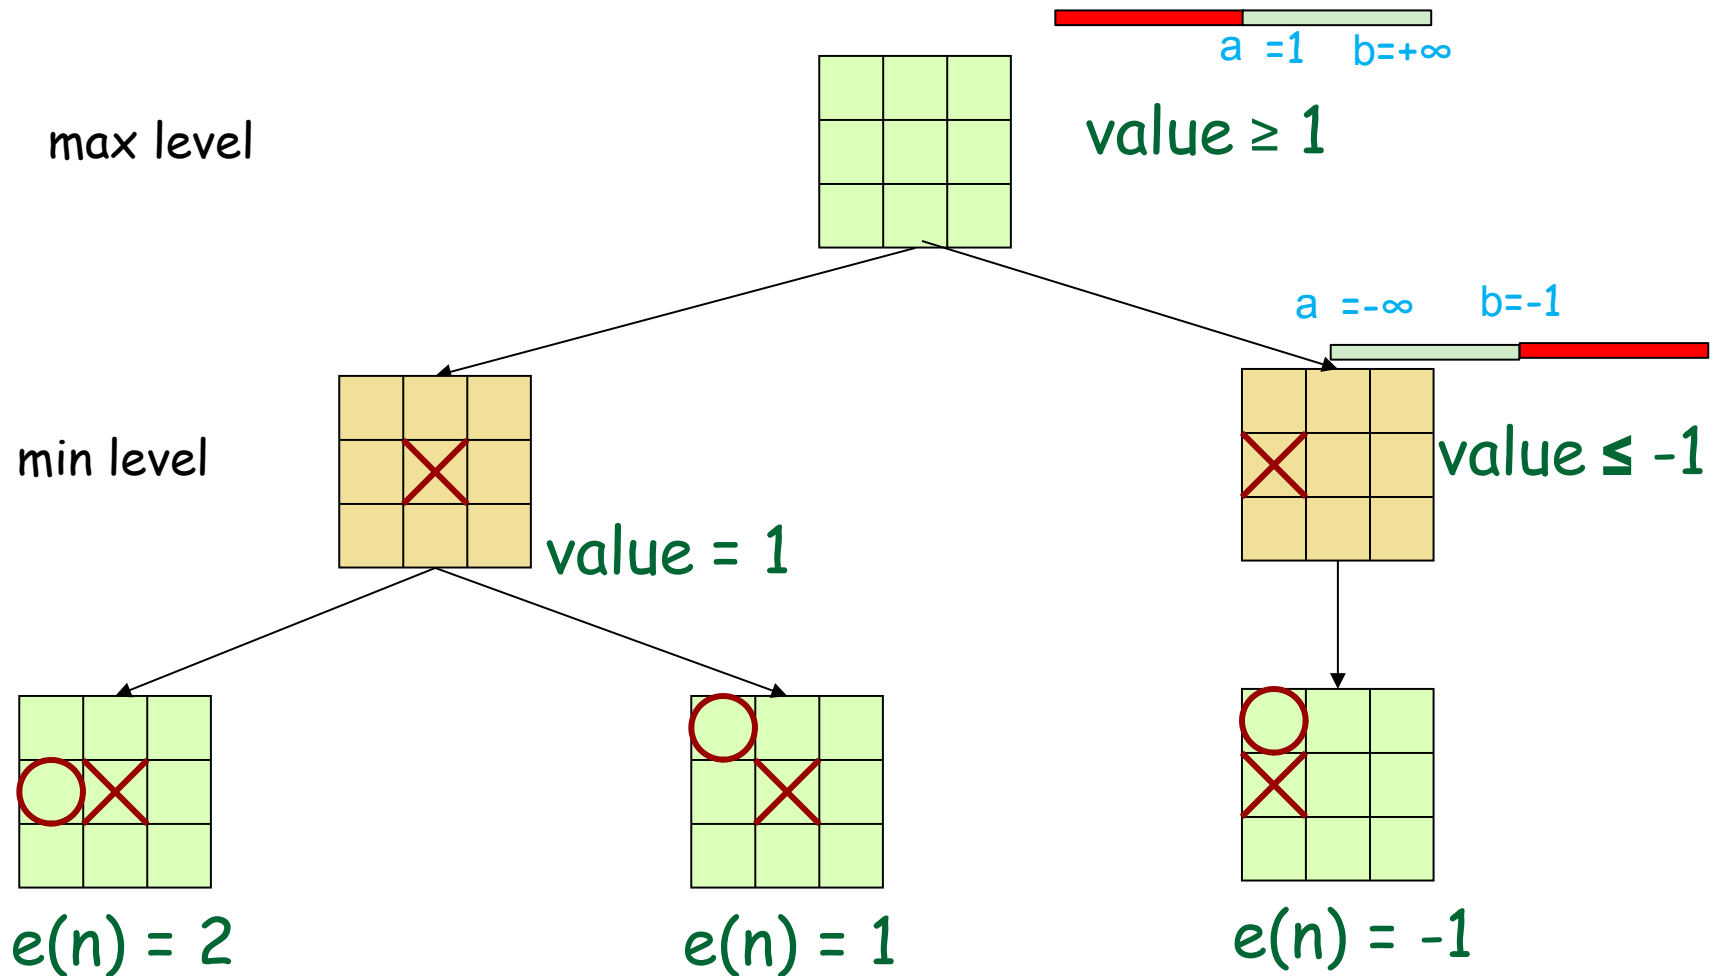 a =1 b=+∞
max level
value ≥ 1
a =-∞ b=-1
min level
value ≤ -1
value = 1
e(n) = 2
e(n) = 1
e(n) = -1